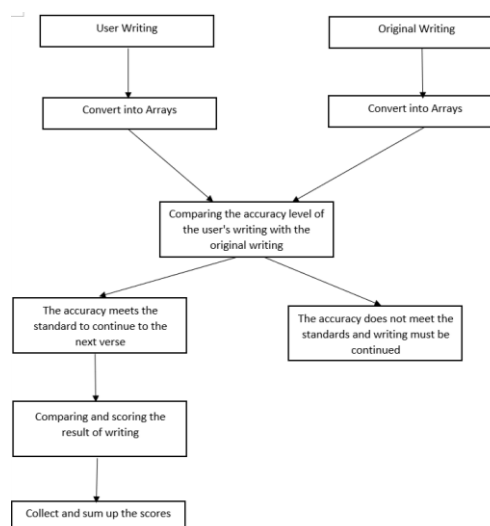 User Writing
Original Writing
Convert into Arrays
Convert into Arrays
Comparing the accuracy level of
the user's writing with the
original writing
The accuracy meets the
standard to continue to the
next verse
The accuracy does not meet the
standards and writing must be
continued
Comparing and scoring the
result of writing
Collect and sum up the scores